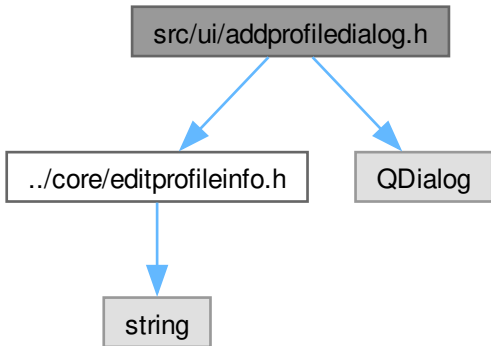 src/ui/addprofiledialog.h
../core/editprofileinfo.h
QDialog
string